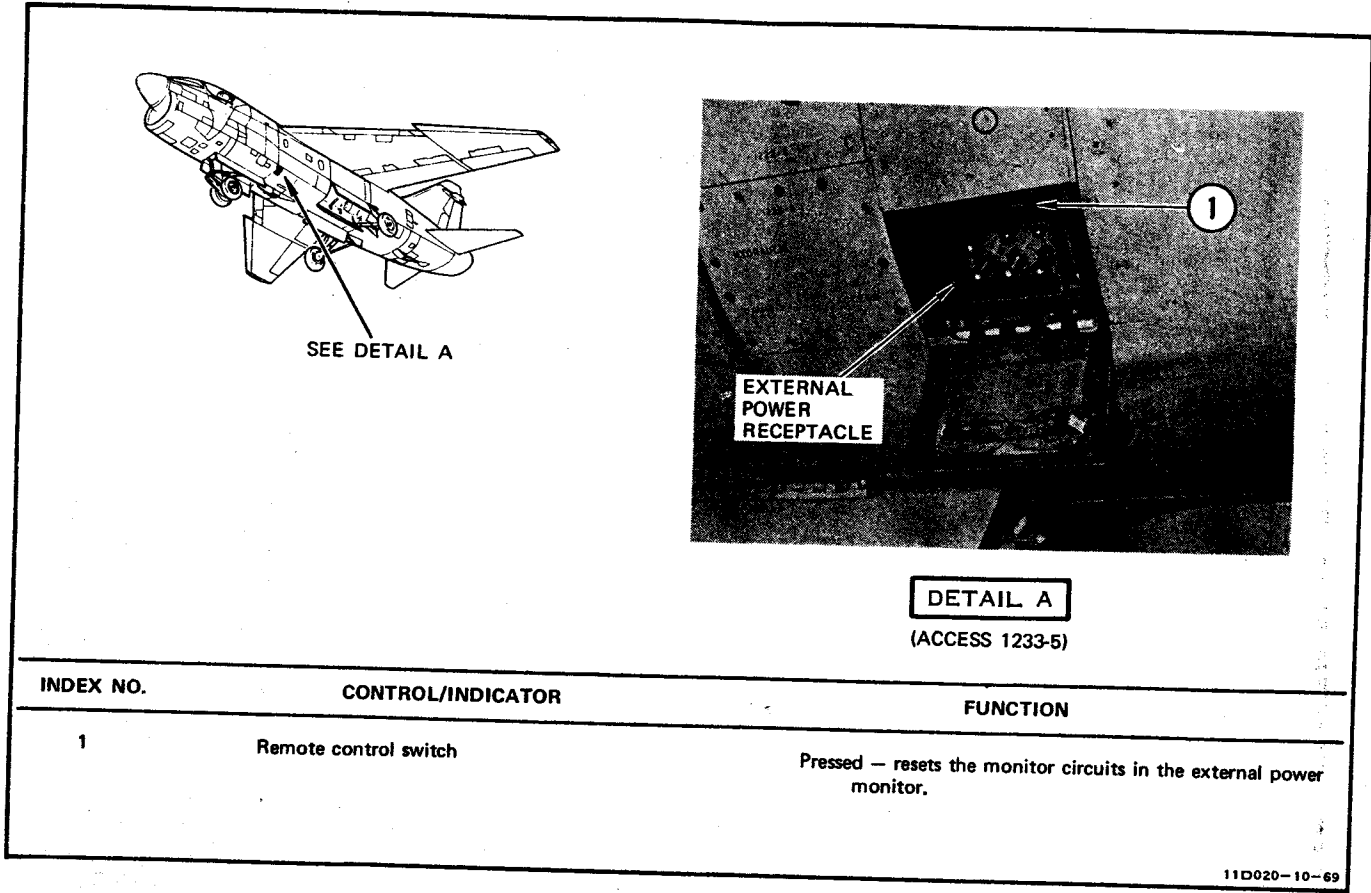 SEE DETAIL A
1
EXTERNAL
POWER
RECEPTACLE
DETAIL A
(ACCESS 1233-5)
INDEX NO. CONTROL/INDICATOR FUNCTION
1 Remote control switch Pressed — resets the monitor circuits in the external power
monitor.
11D020-10-69